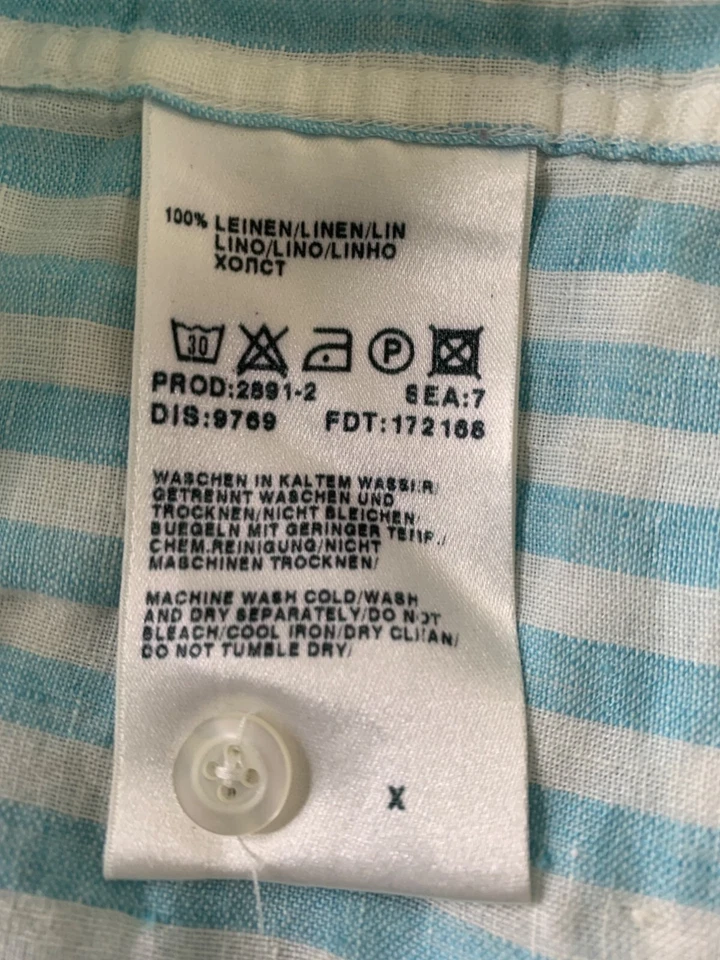 100% LEINEN/LINEN/LIN
LINO/LINO/LINHO
ХОЛСТ
30 P
PROD:2891-2 SEA:7
DIS:9769 FDT:172168
WASCHEN IN KALTEM WASSER/
GETRENNT WASCHEN UND
TROCKNEN/NICHT BLEICHEN/
BUEGELN MIT GERINGER TEMP./
CHEM.REINIGUNG/NICHT
MASCHINEN TROCKNEN/
MACHINE WASH COLD/WASH
AND DRY SEPARATELY/DO NOT
BLEACH/COOL IRON/DRY CLEAN/
DO NOT TUMBLE DRY/
X